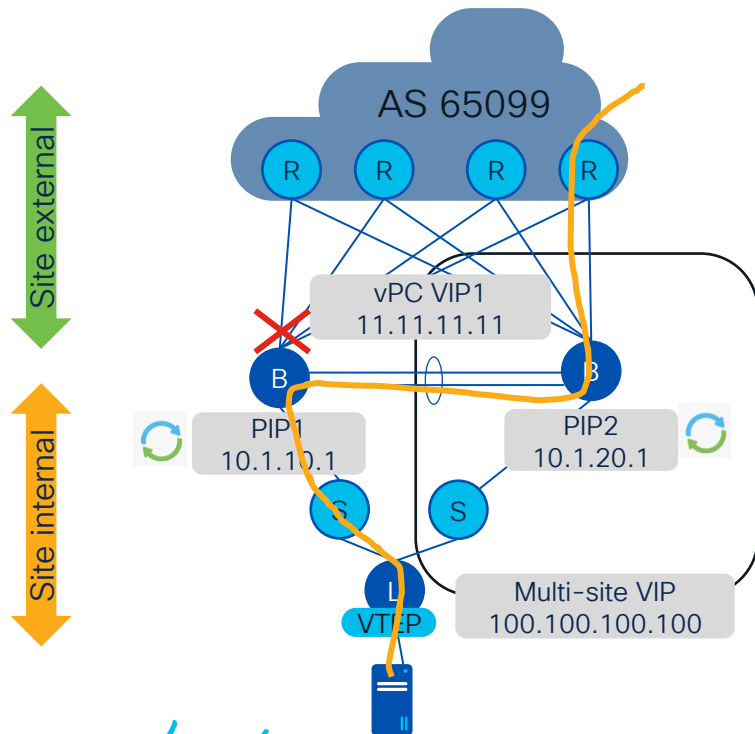 AS 65099
R
R
R
R
Site external
vPC VIP1
11.11.11.11
B
B
PIP1
10.1.10.1
PIP2
10.1.20.1
Site internal
S
S
L
VTEP
Multi-site VIP
100.100.100.100